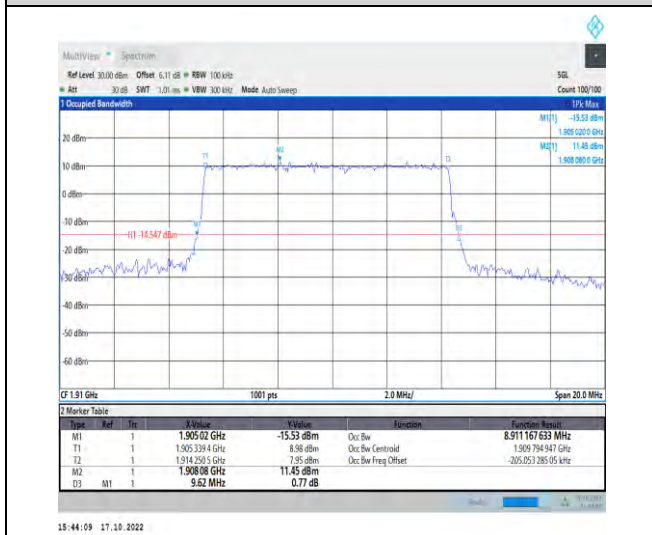 MultiView Spectrum
Ref Level 30.00 dBm Offset 6.11 dB RBW 100 kHz SGL
Att 30 dB SWT 1.01 ms VBW 300 kHz Mode Auto Sweep Count 100/100
1 Occupied Bandwidth 1Pk Max
M1[1] -15.53 dBm
1.905 020 0 GHz
M2[1] 11.45 dBm
1.908 080 0 GHz
20 dBm
T1 M2 T2
10 dBm
0 dBm
-10 dBm
M1 D3
H1 -14.547 dBm
-20 dBm
-30 dBm
-40 dBm
-50 dBm
-60 dBm
CF 1.91 GHz 1001 pts 2.0 MHz/ Span 20.0 MHz
2 Marker Table
Type Ref Trc X-Value Y-Value Function Function Result
M1 1 1.905 02 GHz -15.53 dBm Occ Bw 8.911 167 633 MHz
T1 1 1.905 339 4 GHz 8.98 dBm Occ Bw Centroid 1.909 794 947 GHz
T2 1 1.914 250 5 GHz 7.95 dBm Occ Bw Freq Offset -205.053 285 05 kHz
M2 1 1.908 08 GHz 11.45 dBm
D3 M1 1 9.62 MHz 0.77 dB
15:44:09 17.10.2022